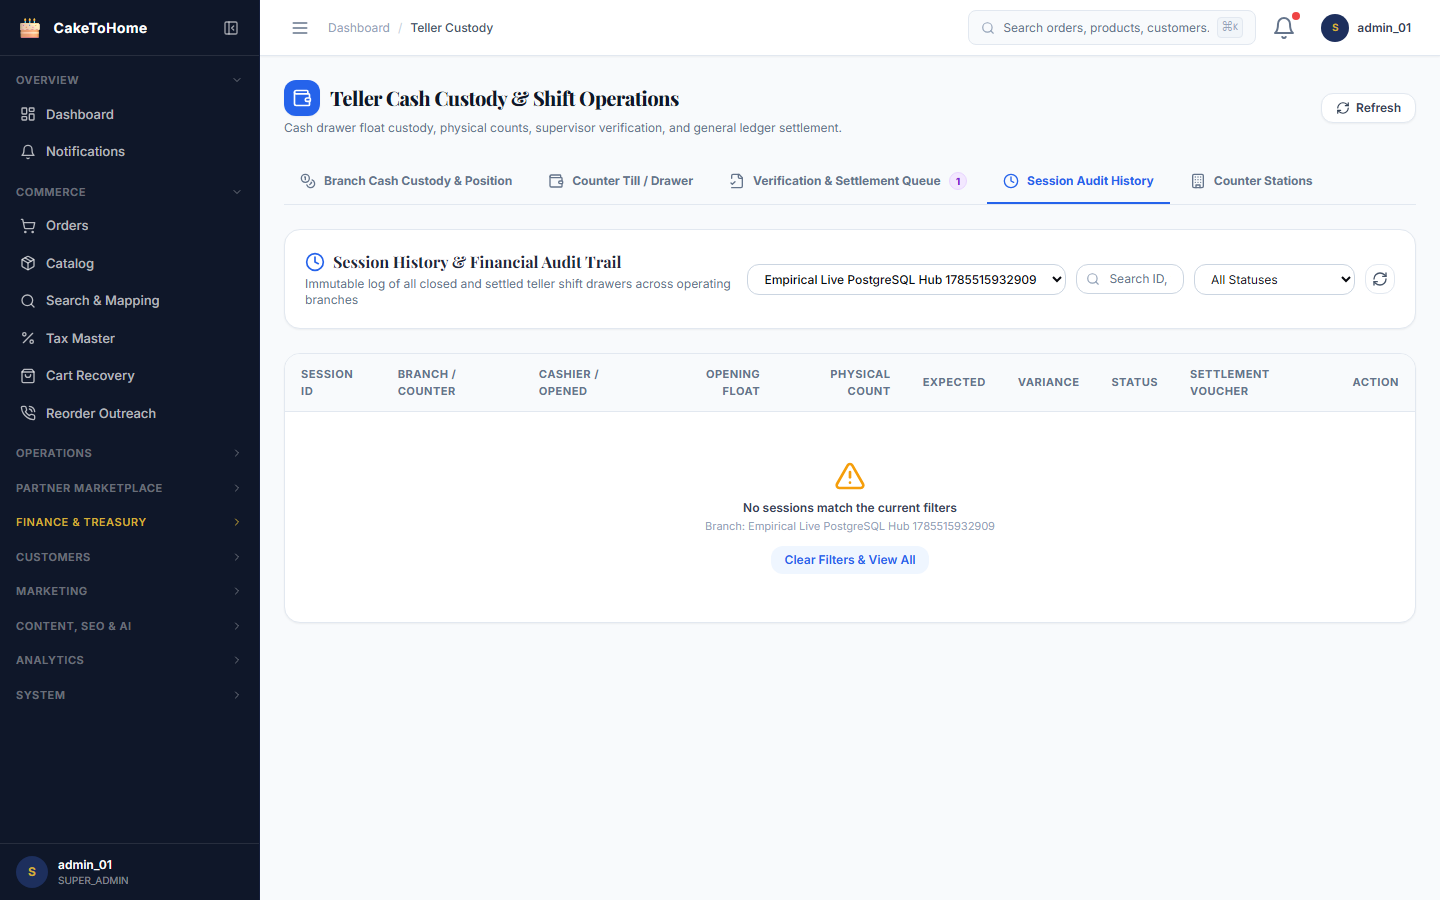 CakeToHome
OVERVIEW
Dashboard
Notifications
COMMERCE
Orders
Catalog
Search & Mapping
Tax Master
Cart Recovery
Reorder Outreach
OPERATIONS
PARTNER MARKETPLACE
FINANCE & TREASURY
CUSTOMERS
MARKETING
CONTENT, SEO & AI
ANALYTICS
SYSTEM
S
admin_01
SUPER_ADMIN
Dashboard / Teller Custody
Search orders, products, customers. ⌘K
S admin_01
Teller Cash Custody & Shift Operations
Cash drawer float custody, physical counts, supervisor verification, and general ledger settlement.
Refresh
Branch Cash Custody & Position
Counter Till / Drawer
Verification & Settlement Queue 1
Session Audit History
Counter Stations
Session History & Financial Audit Trail
Immutable log of all closed and settled teller shift drawers across operating
branches
Empirical Live PostgreSQL Hub 1785515932909
Search ID,
All Statuses
SESSION ID
BRANCH / COUNTER
CASHIER / OPENED
OPENING FLOAT
PHYSICAL COUNT
EXPECTED
VARIANCE
STATUS
SETTLEMENT VOUCHER
ACTION
No sessions match the current filters
Branch: Empirical Live PostgreSQL Hub 1785515932909
Clear Filters & View All